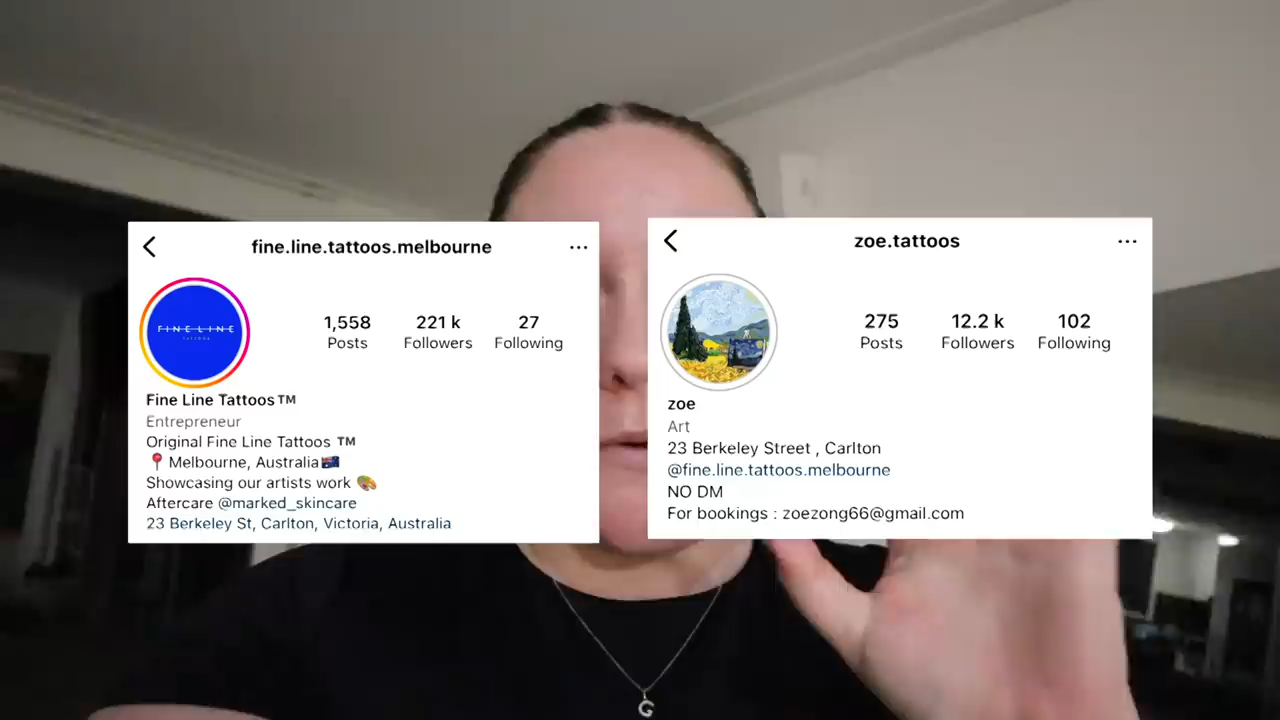 fine.line.tattoos.melbourne
FINE LINE
TATTOOS
1,558 221 k 27
Posts Followers Following
Fine Line Tattoos™
Entrepreneur
Original Fine Line Tattoos ™
📍Melbourne, Australia🇦🇺
Showcasing our artists work 🎨
Aftercare @marked_skincare
23 Berkeley St, Carlton, Victoria, Australia
zoe.tattoos
275 12.2 k 102
Posts Followers Following
zoe
Art
23 Berkeley Street , Carlton
@fine.line.tattoos.melbourne
NO DM
For bookings : zoezong66@gmail.com
G